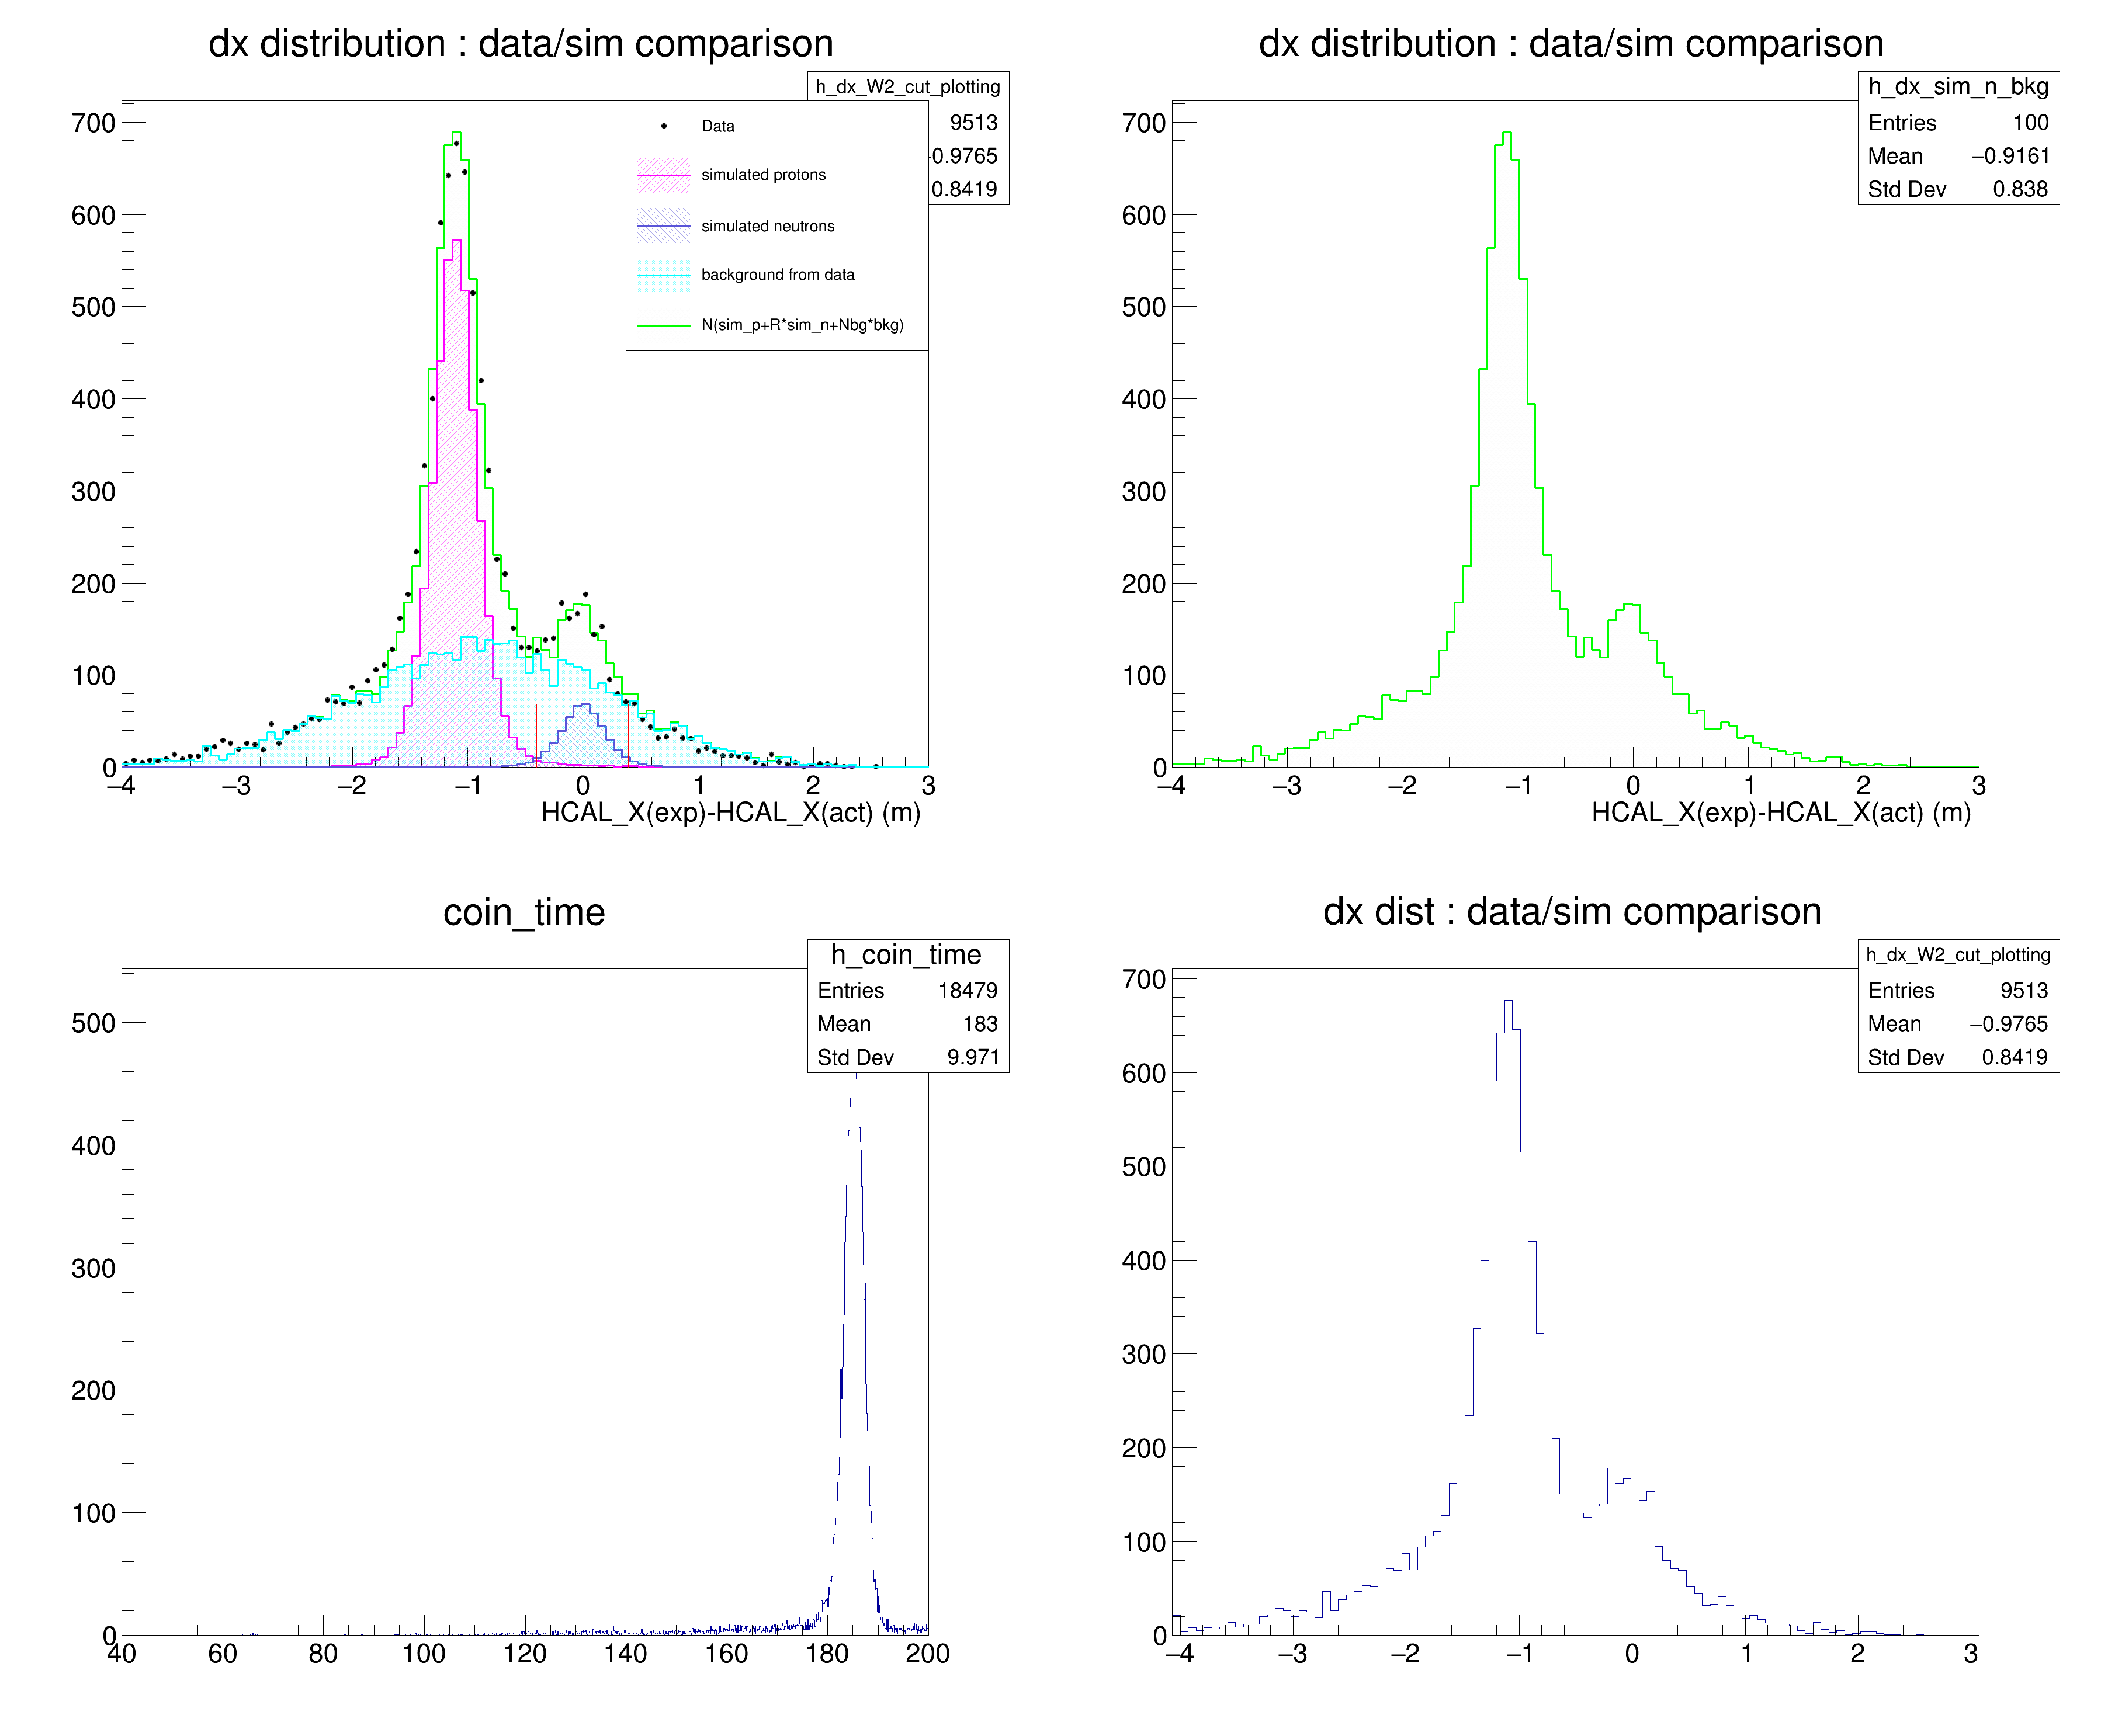 dx distribution : data/sim comparison
h_dx_W2_cut_plotting
9513
−0.9765
0.8419
Data
simulated protons
simulated neutrons
background from data
N(sim_p+R*sim_n+Nbg*bkg)
700
600
500
400
300
200
100
0
−4 −3 −2 −1 0 1 2 3
HCAL_X(exp)-HCAL_X(act) (m)
dx distribution : data/sim comparison
h_dx_sim_n_bkg
Entries 100
Mean −0.9161
Std Dev 0.838
700
600
500
400
300
200
100
0
−4 −3 −2 −1 0 1 2 3
HCAL_X(exp)-HCAL_X(act) (m)
coin_time
h_coin_time
Entries 18479
Mean 183
Std Dev 9.971
500
400
300
200
100
0
40 60 80 100 120 140 160 180 200
dx dist : data/sim comparison
h_dx_W2_cut_plotting
Entries 9513
Mean −0.9765
Std Dev 0.8419
700
600
500
400
300
200
100
0
−4 −3 −2 −1 0 1 2 3